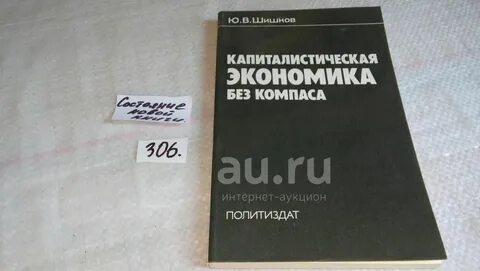 Ю.В.Шишков
КАПИТАЛИСТИЧЕСКАЯ
ЭКОНОМИКА
БЕЗ КОМПАСА
Состояние
новой
книги.
306.
au.ru
интернет-аукцион
ПОЛИТИЗДАТ